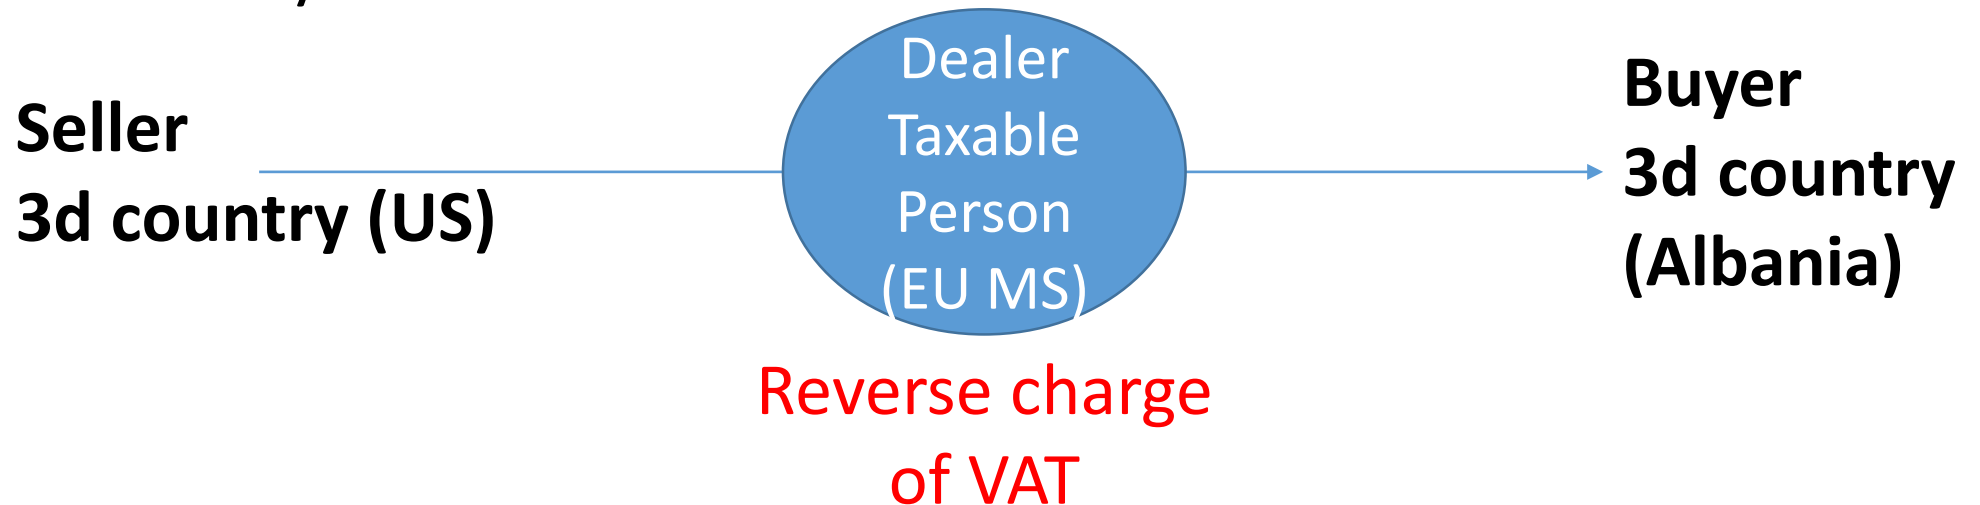 Seller
3d country (US)
Dealer
Taxable
Person
(EU MS)
Buyer
3d country
(Albania)
Reverse charge
of VAT